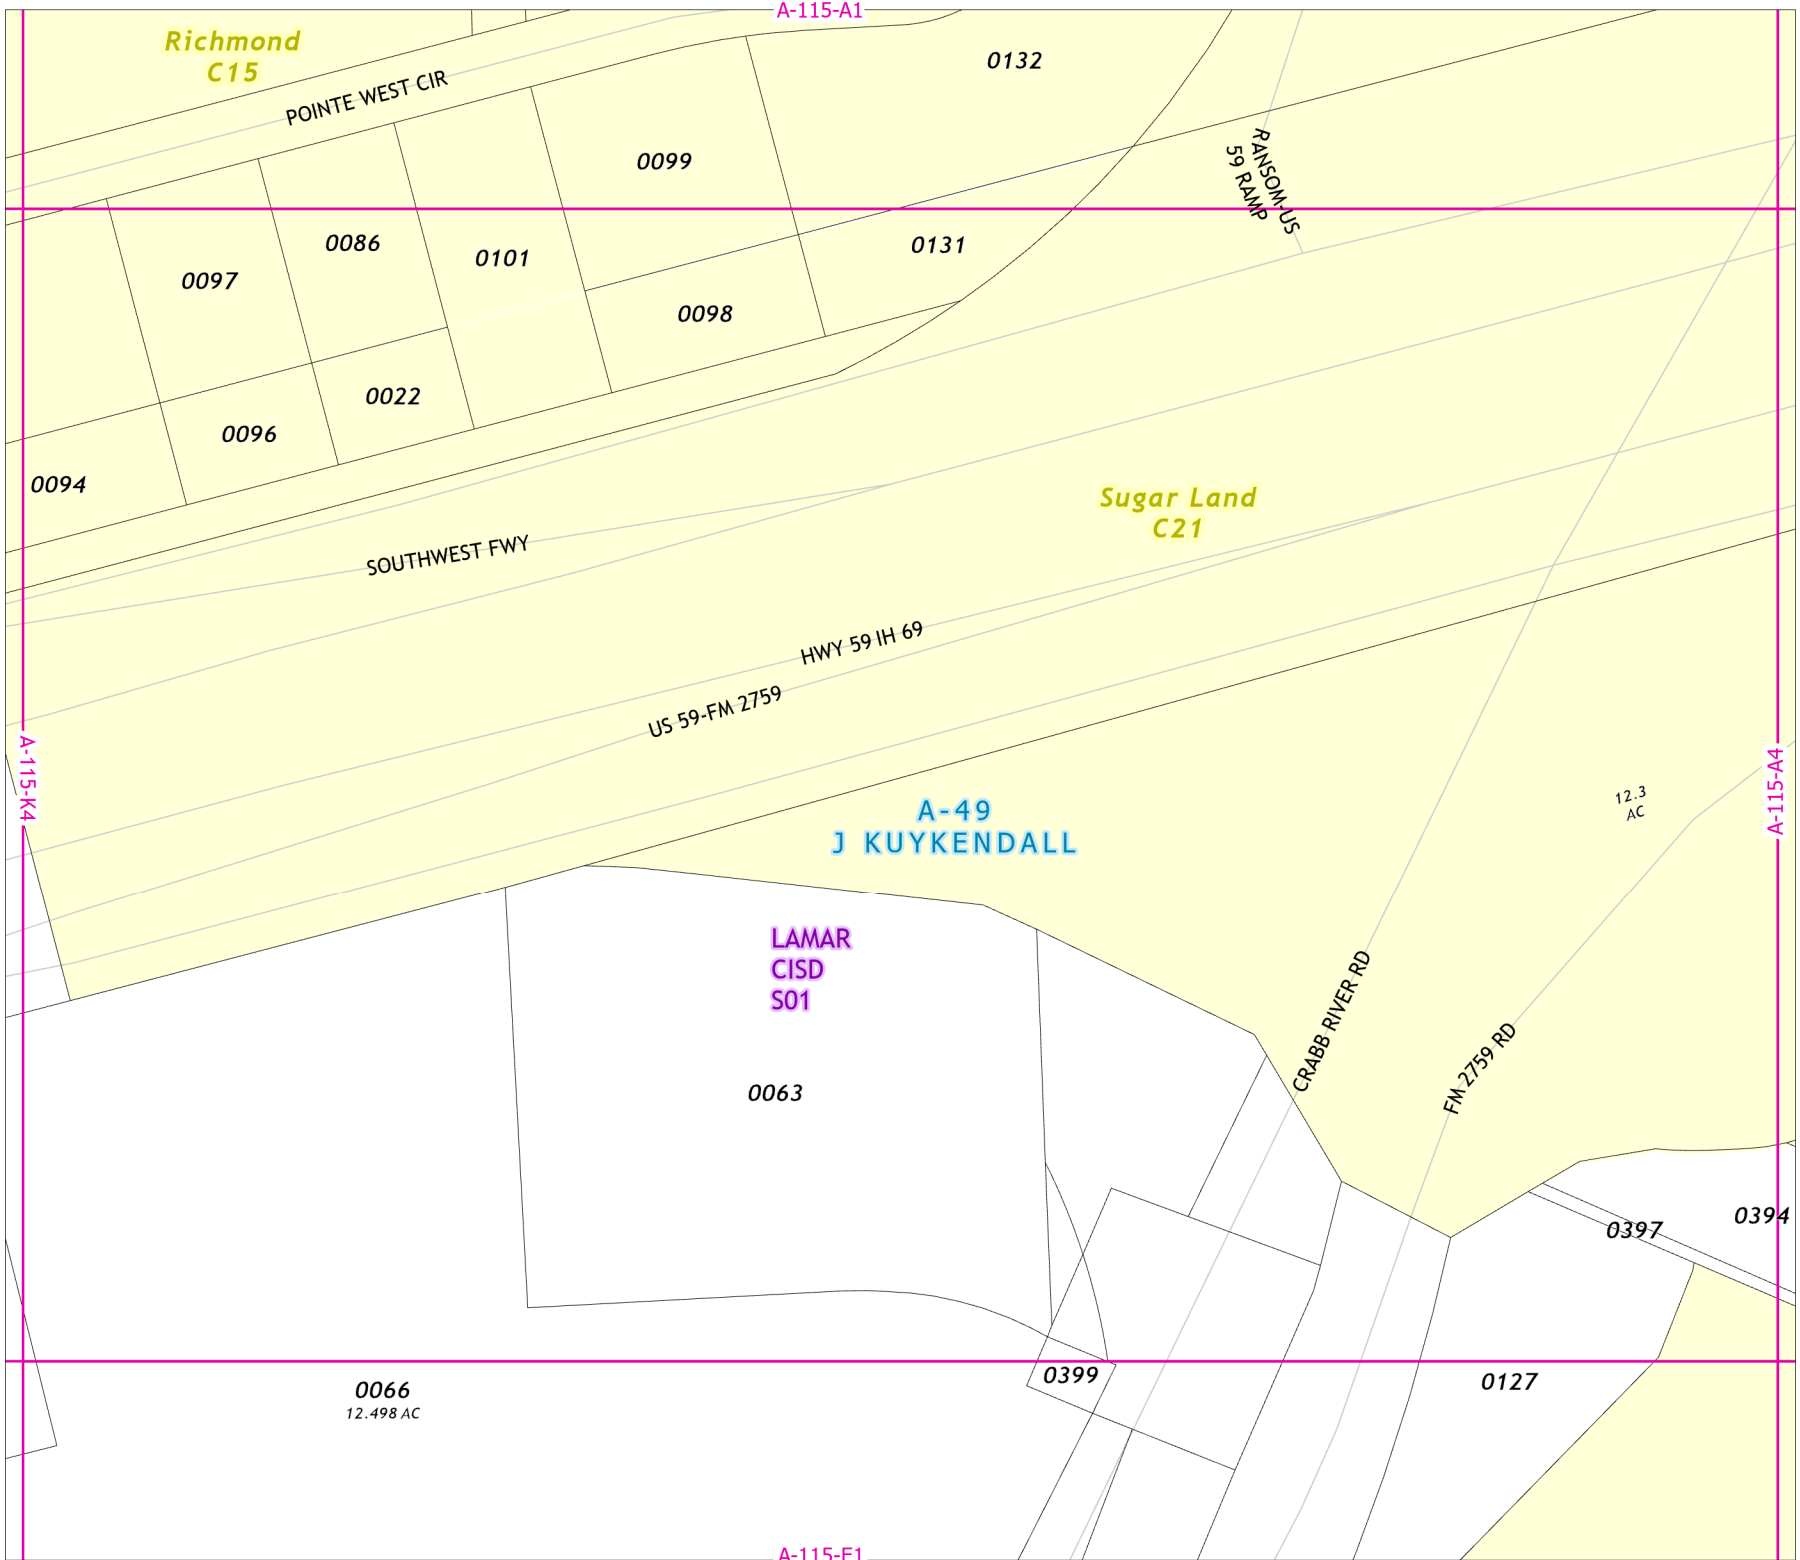 A-115-A1
Richmond
C15
0132
POINTE WEST CIR
0099
RANSOM-US
59 RAMP
0086
0101
0131
0097
0098
0022
0096
0094
Sugar Land
C21
SOUTHWEST FWY
HWY 59 IH 69
US 59-FM 2759
A-115-K4
A-115-A4
12.3
AC
A-49
J KUYKENDALL
LAMAR
CISD
S01
CRABB RIVER RD
FM 2759 RD
0063
0394
0397
0399
0127
0066
12.498 AC
A-115-E1